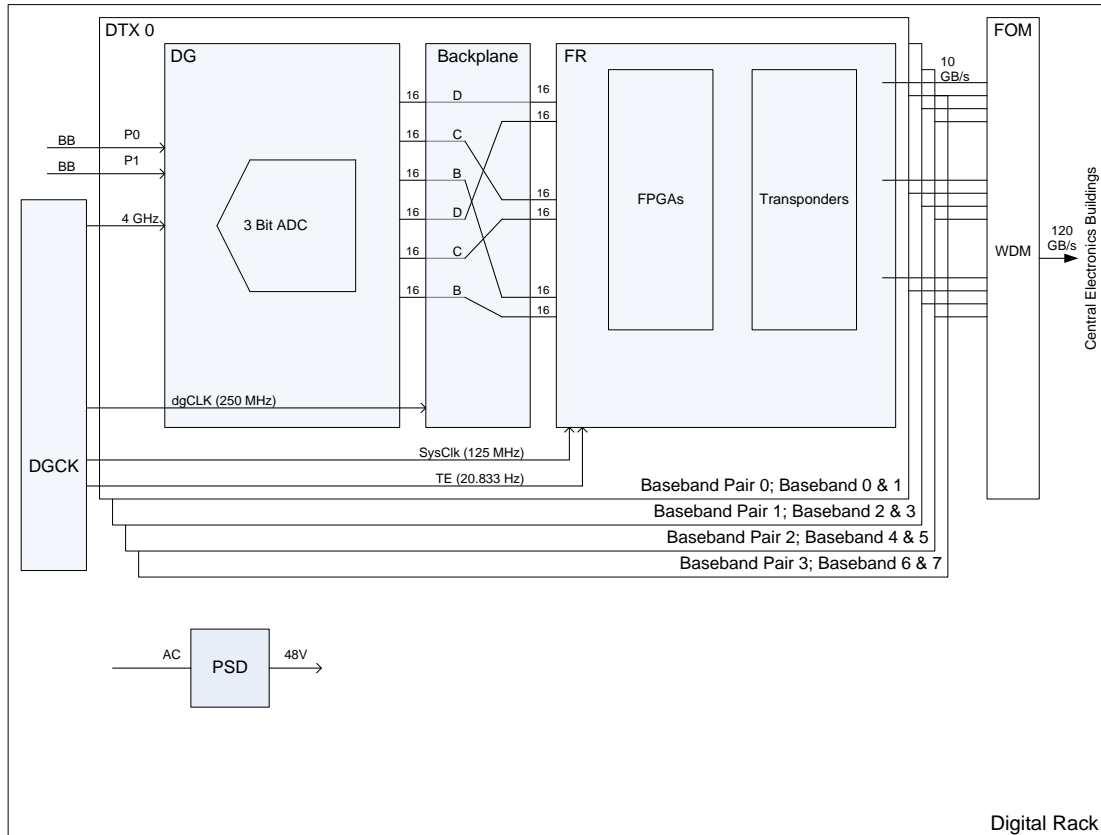 DTX 0
FOM
DG
Backplane
FR
10
GB/s
16
D
16
16
BB
P0
16
C
BB
P1
16
B
16
3 Bit ADC
FPGAs
Transponders
4 GHz
16
D
16
16
C
WDM
120
GB/s
Central Electronics Buildings
16
B
16
16
dgCLK (250 MHz)
DGCK
SysClk (125 MHz)
TE (20.833 Hz)
Baseband Pair 0; Baseband 0 & 1
Baseband Pair 1; Baseband 2 & 3
Baseband Pair 2; Baseband 4 & 5
Baseband Pair 3; Baseband 6 & 7
AC
PSD
48V
Digital Rack